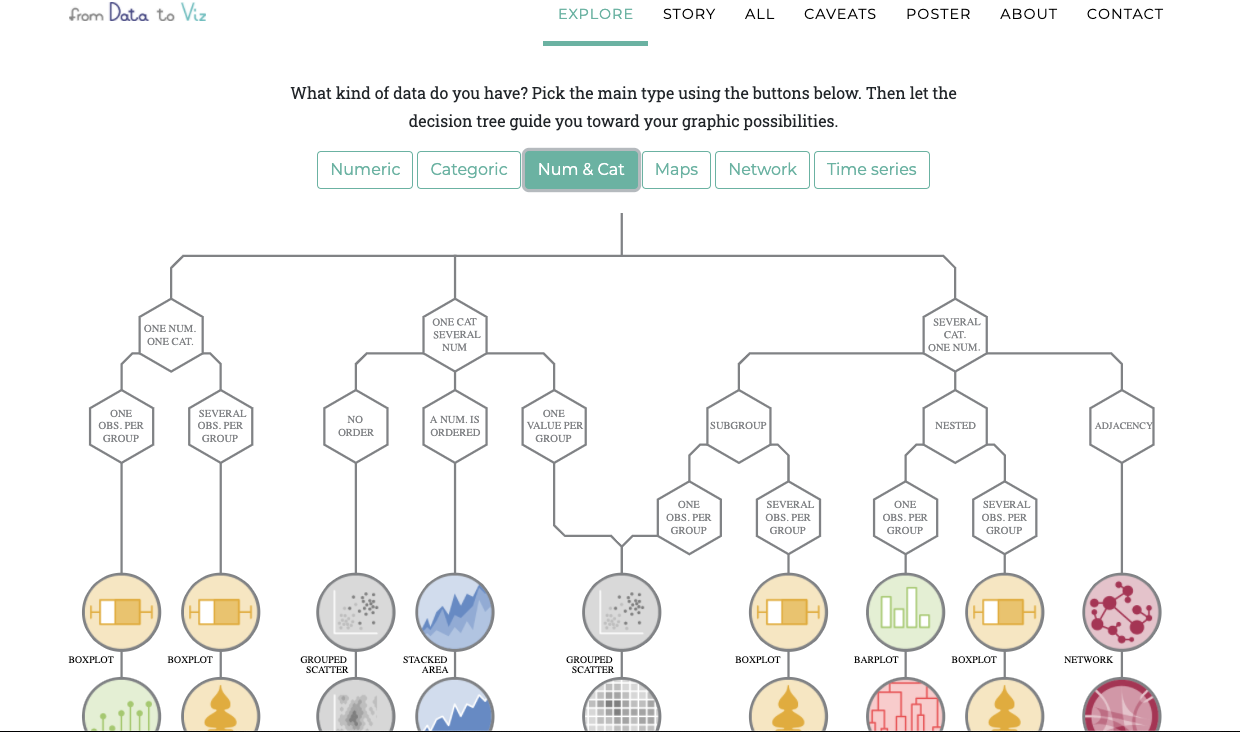 from Data to Viz
EXPLORE STORY ALL CAVEATS POSTER ABOUT CONTACT
What kind of data do you have? Pick the main type using the buttons below. Then let the
decision tree guide you toward your graphic possibilities.
Numeric Categoric Num & Cat Maps Network Time series
ONE NUM.
ONE CAT.
ONE CAT
SEVERAL
NUM
SEVERAL
CAT.
ONE NUM.
ONE
OBS. PER
GROUP
SEVERAL
OBS. PER
GROUP
NO
ORDER
A NUM. IS
ORDERED
ONE
VALUE PER
GROUP
SUBGROUP
NESTED
ADJACENCY
ONE
OBS. PER
GROUP
SEVERAL
OBS. PER
GROUP
ONE
OBS. PER
GROUP
SEVERAL
OBS. PER
GROUP
BOXPLOT
BOXPLOT
GROUPED
SCATTER
STACKED
AREA
GROUPED
SCATTER
BOXPLOT
BARPLOT
BOXPLOT
NETWORK